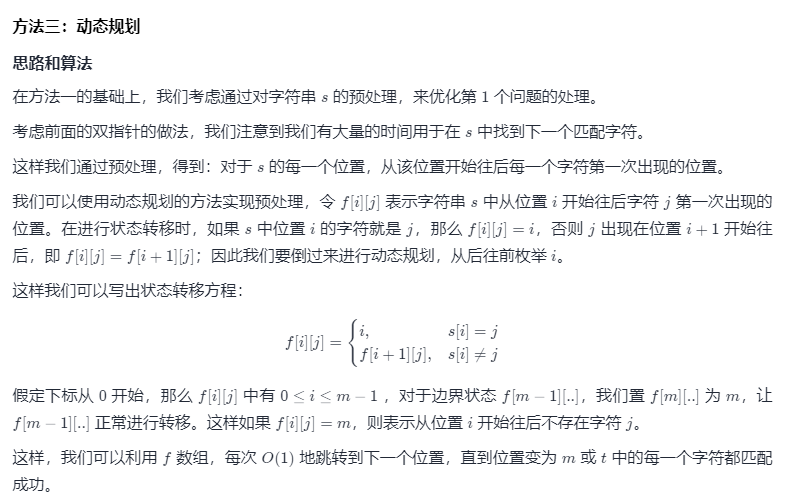 方法三：动态规划
思路和算法
在方法一的基础上，我们考虑通过对字符串 s 的预处理，来优化第 1 个问题的处理。
考虑前面的双指针的做法，我们注意到我们有大量的时间用于在 s 中找到下一个匹配字符。
这样我们通过预处理，得到：对于 s 的每一个位置，从该位置开始往后每一个字符第一次出现的位置。
我们可以使用动态规划的方法实现预处理，令 f[i][j] 表示字符串 s 中从位置 i 开始往后字符 j 第一次出现的
位置。在进行状态转移时，如果 s 中位置 i 的字符就是 j，那么 f[i][j] = i，否则 j 出现在位置 i + 1 开始往
后，即 f[i][j] = f[i + 1][j]；因此我们要倒过来进行动态规划，从后往前枚举 i。
这样我们可以写出状态转移方程：
f[i][j] = { i, s[i] = j
f[i + 1][j], s[i] ≠ j
假定下标从 0 开始，那么 f[i][j] 中有 0 ≤ i ≤ m − 1 ，对于边界状态 f[m − 1][..]，我们置 f[m][..] 为 m，让
f[m − 1][..] 正常进行转移。这样如果 f[i][j] = m，则表示从位置 i 开始往后不存在字符 j。
这样，我们可以利用 f 数组，每次 O(1) 地跳转到下一个位置，直到位置变为 m 或 t 中的每一个字符都匹配
成功。